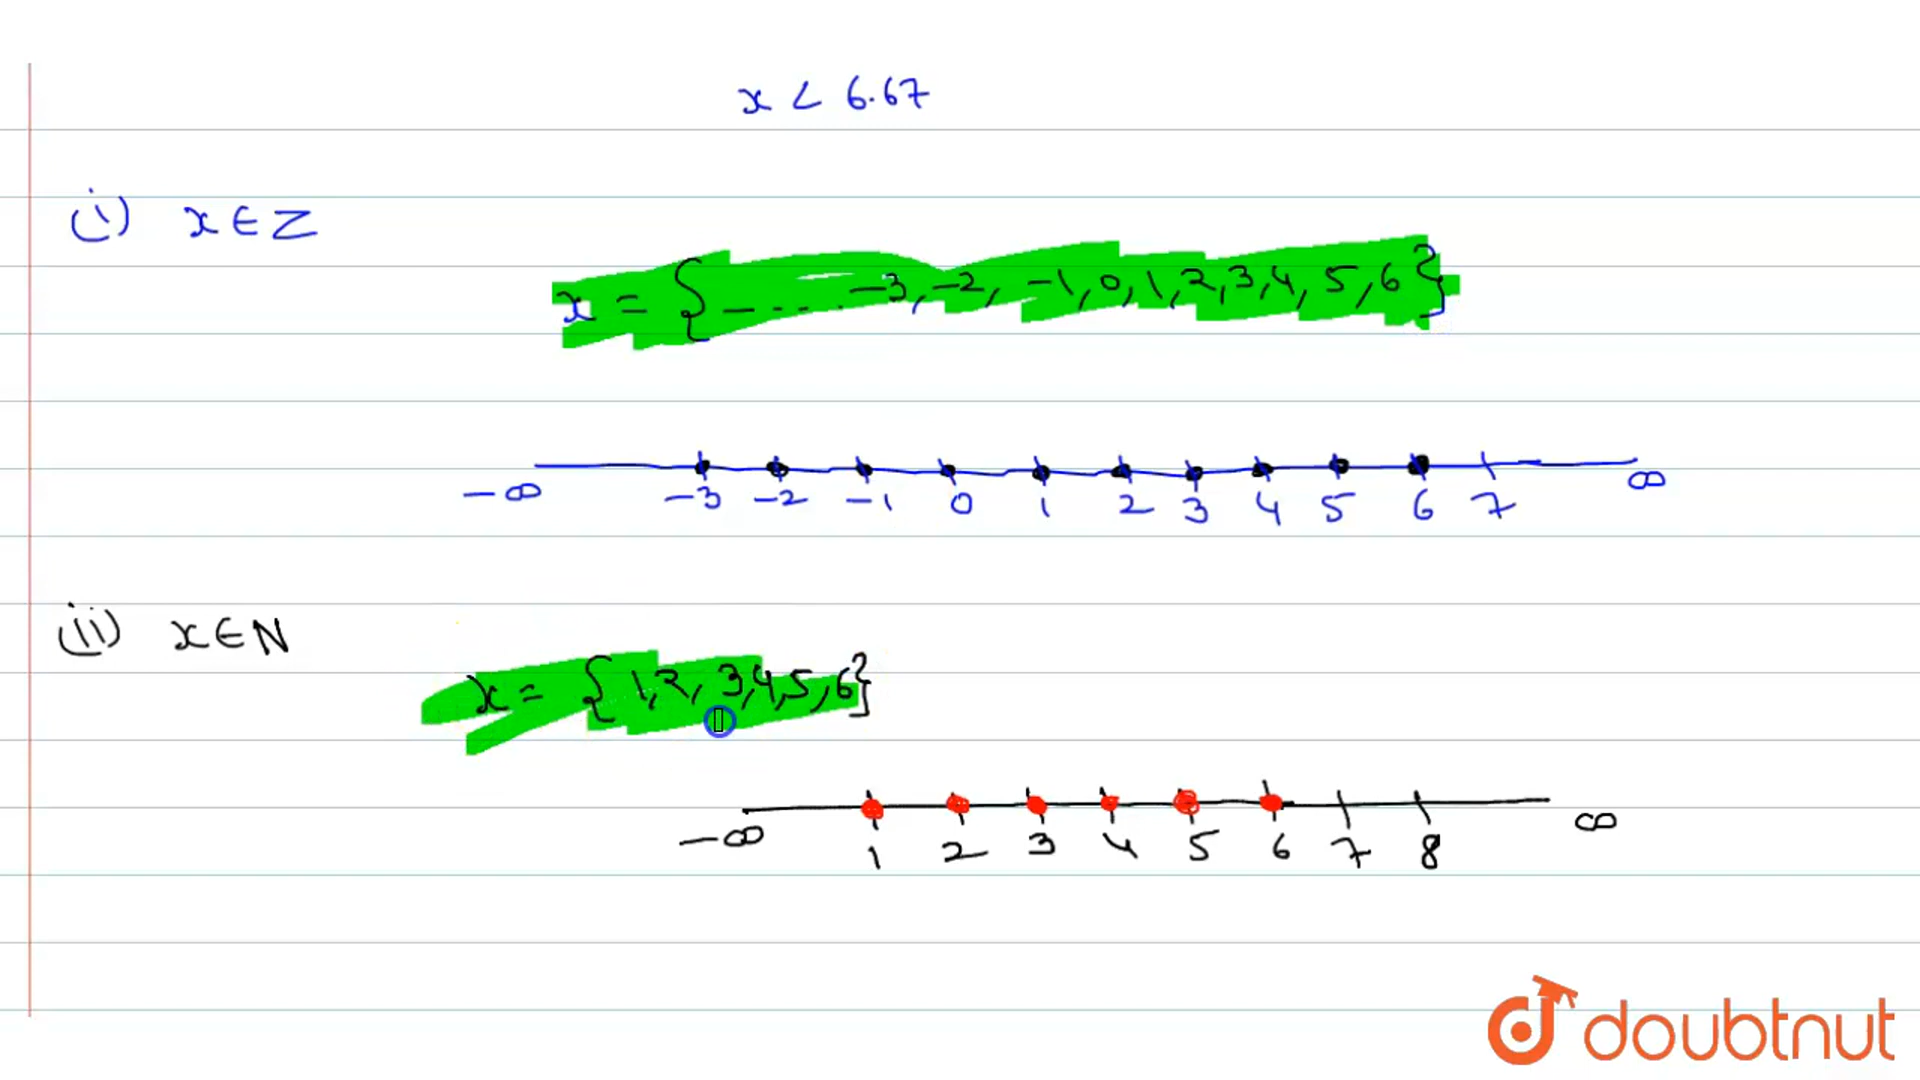 x < 6.67
(i) x ∈ Z
x = {_ . . . . -3, -2, -1, 0, 1, 2, 3, 4, 5, 6}
-∞ -3 -2 -1 0 1 2 3 4 5 6 7 ∞
(ii) x ∈ N
x = {1, 2, 3, 4, 5, 6}
-∞ 1 2 3 4 5 6 7 8 ∞
doubtnut